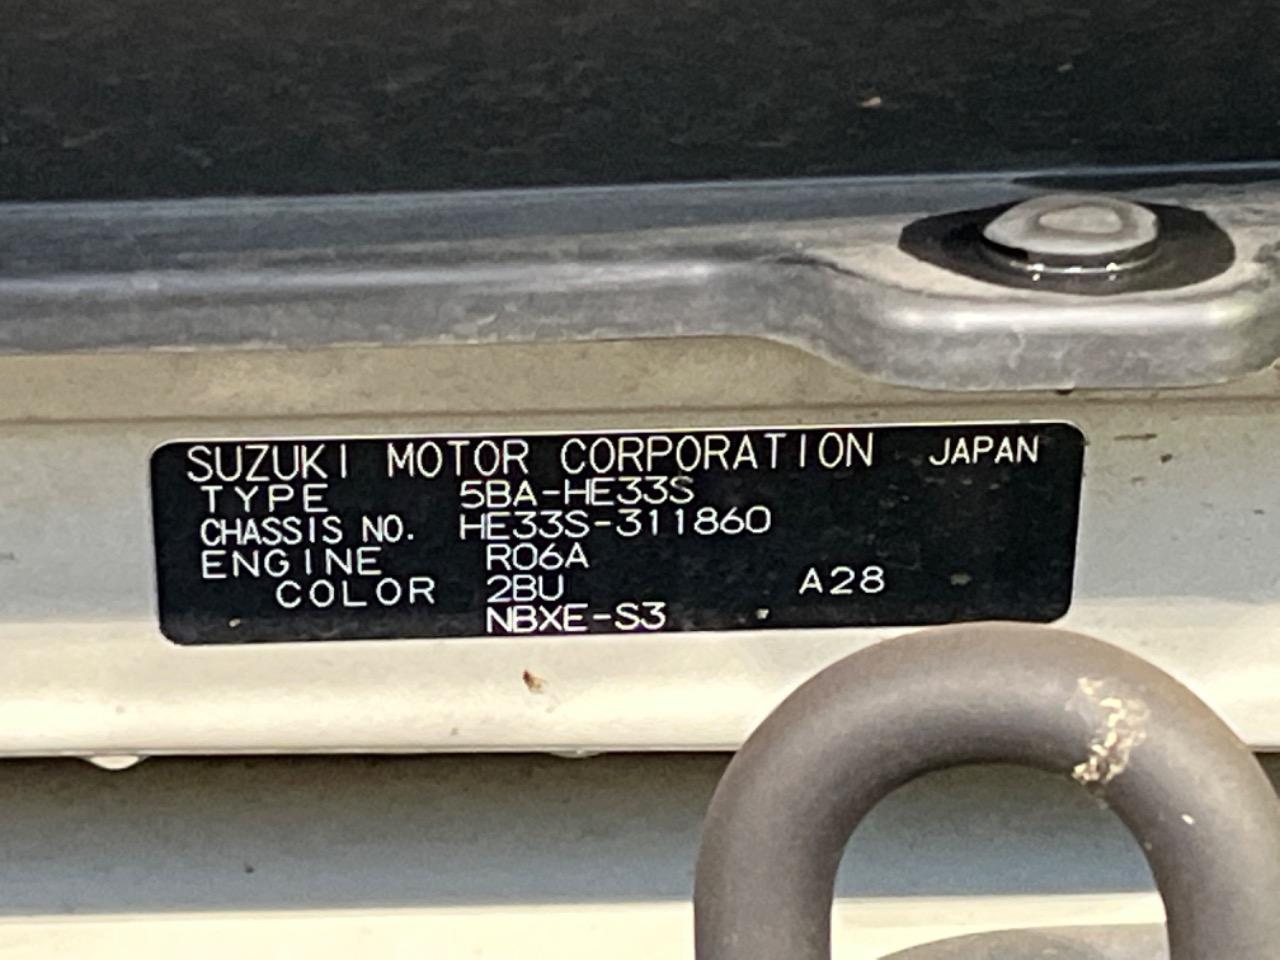 SUZUKI MOTOR CORPORATION JAPAN
TYPE 5BA-HE33S
CHASSIS NO. HE33S-311860
ENGINE R06A
COLOR 2BU A28
NBXE-S3